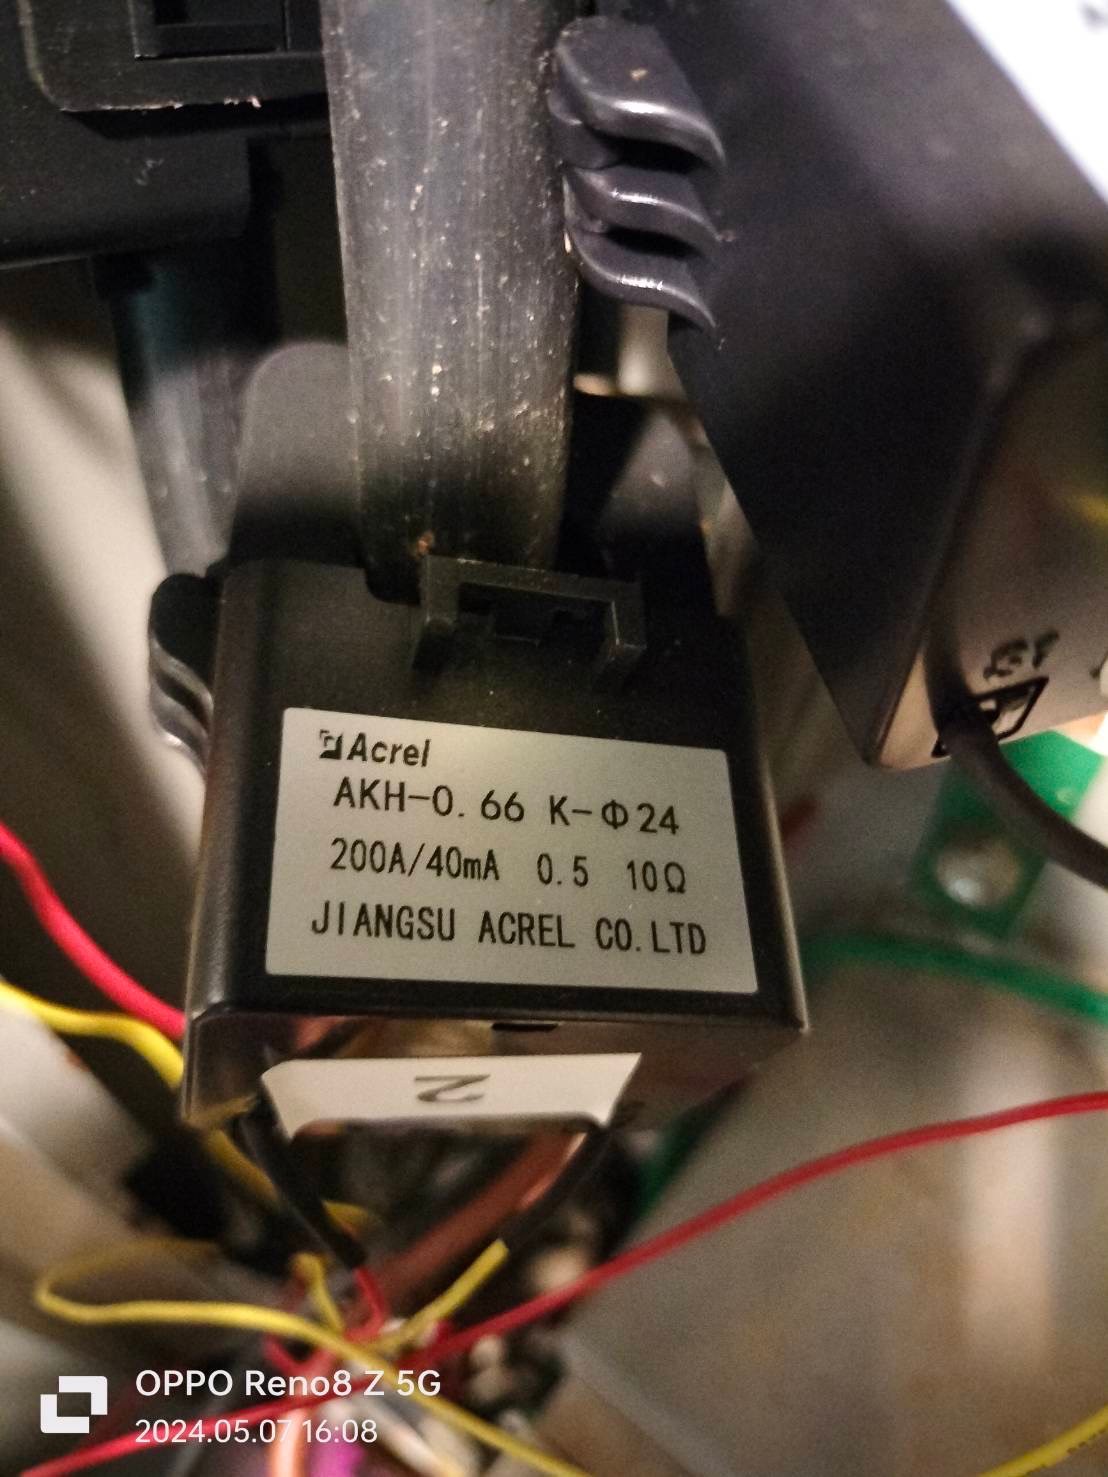 Acrel
AKH-0.66 K-Φ24
200A/40mA 0.5 10Ω
JIANGSU ACREL CO.LTD
2
OPPO Reno8 Z 5G
2024.05.07 16:08